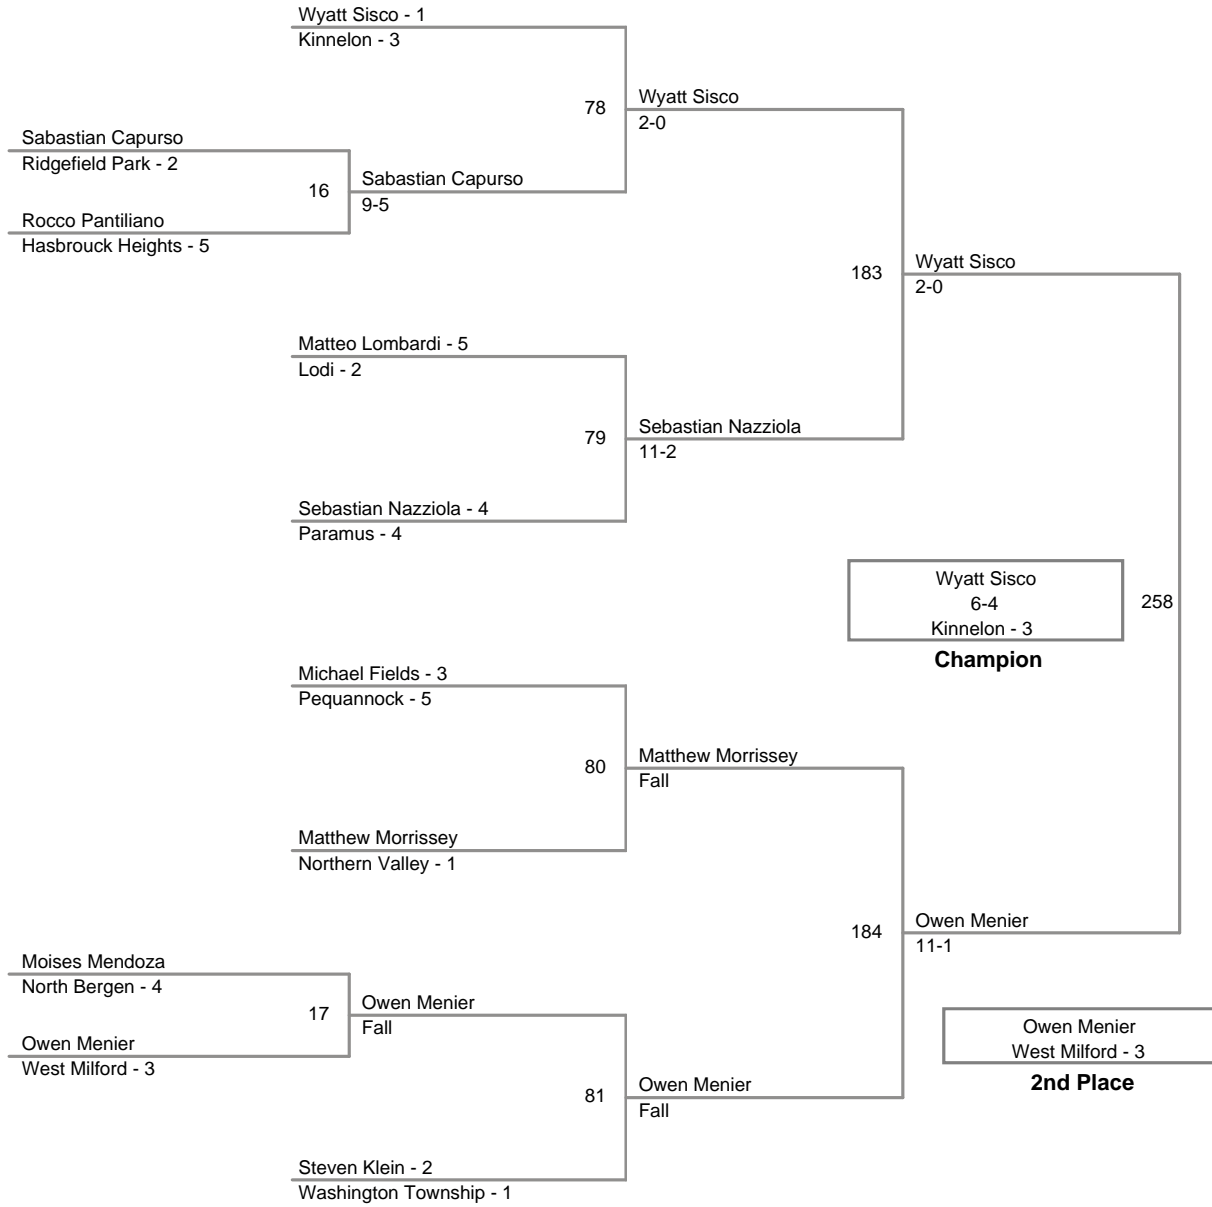 Wyatt Sisco - 1
Kinnelon - 3
78
Wyatt Sisco
2-0
Sabastian Capurso
Ridgefield Park - 2
16
Sabastian Capurso
9-5
Rocco Pantiliano
Hasbrouck Heights - 5
183
Wyatt Sisco
2-0
Matteo Lombardi - 5
Lodi - 2
79
Sebastian Nazziola
11-2
Sebastian Nazziola - 4
Paramus - 4
Wyatt Sisco
6-4
Kinnelon - 3
Champion
258
Michael Fields - 3
Pequannock - 5
80
Matthew Morrissey
Fall
Matthew Morrissey
Northern Valley - 1
184
Owen Menier
11-1
Moises Mendoza
North Bergen - 4
17
Owen Menier
Fall
Owen Menier
West Milford - 3
Owen Menier
West Milford - 3
2nd Place
81
Owen Menier
Fall
Steven Klein - 2
Washington Township - 1